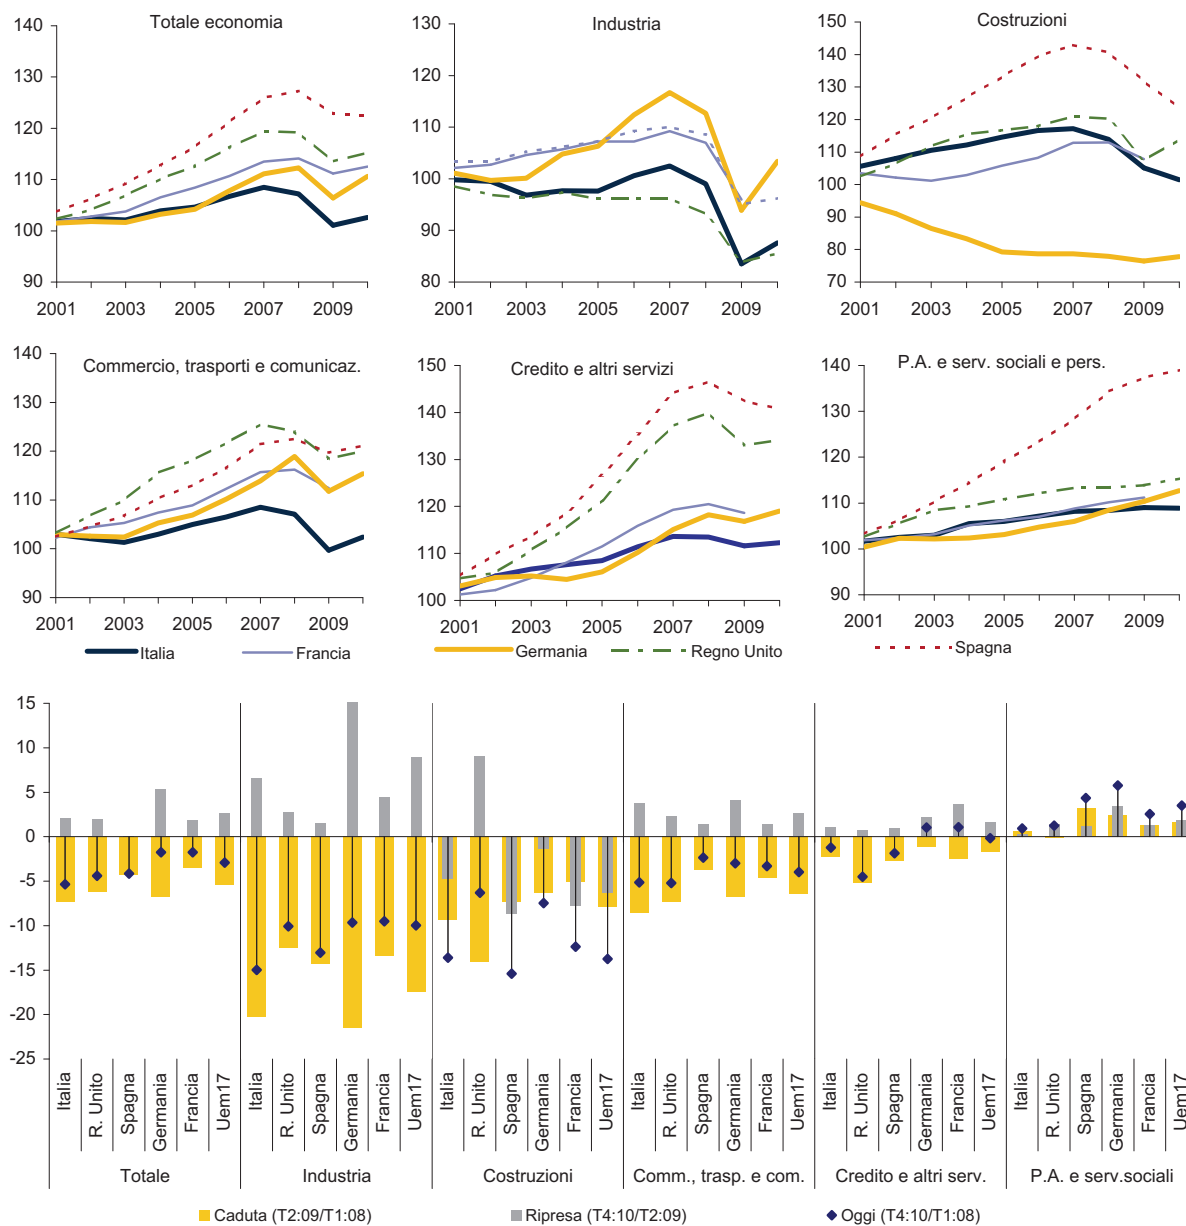 Totale economia
140
130
120
110
100
90
2001 2003 2005 2007 2009
Industria
130
120
110
100
90
80
2001 2003 2005 2007 2009
Costruzioni
150
140
130
120
110
100
90
80
70
2001 2003 2005 2007 2009
Commercio, trasporti e comunicaz.
140
130
120
110
100
90
2001 2003 2005 2007 2009
Credito e altri servizi
150
140
130
120
110
100
2001 2003 2005 2007 2009
P.A. e serv. sociali e pers.
140
130
120
110
100
90
2001 2003 2005 2007 2009
Italia Francia Germania Regno Unito Spagna
15
10
5
0
-5
-10
-15
-20
-25
Italia R. Unito Spagna Germania Francia Uem17
Italia R. Unito Spagna Germania Francia Uem17
Italia R. Unito Spagna Germania Francia Uem17
Italia R. Unito Spagna Germania Francia Uem17
Italia R. Unito Spagna Germania Francia Uem17
Italia R. Unito Spagna Germania Francia Uem17
Totale Industria Costruzioni Comm., trasp. e com. Credito e altri serv. P.A. e serv.sociali
Caduta (T2:09/T1:08) Ripresa (T4:10/T2:09) Oggi (T4:10/T1:08)